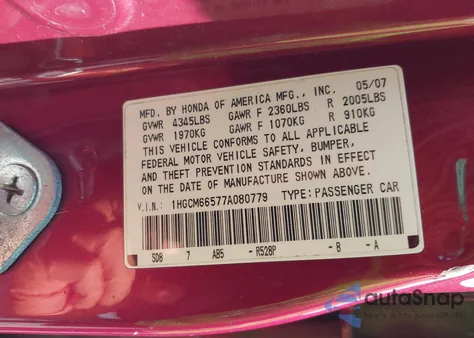 MFD. BY HONDA OF AMERICA MFG., INC. 05/07
GVWR 4345LBS GAWR F 2360LBS R 2005LBS
GVWR 1970KG GAWR F 1070KG R 910KG
THIS VEHICLE CONFORMS TO ALL APPLICABLE
FEDERAL MOTOR VEHICLE SAFETY, BUMPER,
AND THEFT PREVENTION STANDARDS IN EFFECT
ON THE DATE OF MANUFACTURE SHOWN ABOVE.
V.I.N.: 1HGCM66577A080779 TYPE: PASSENGER CAR
SDB 7 AB5 - R528P - B - A
autoSnap